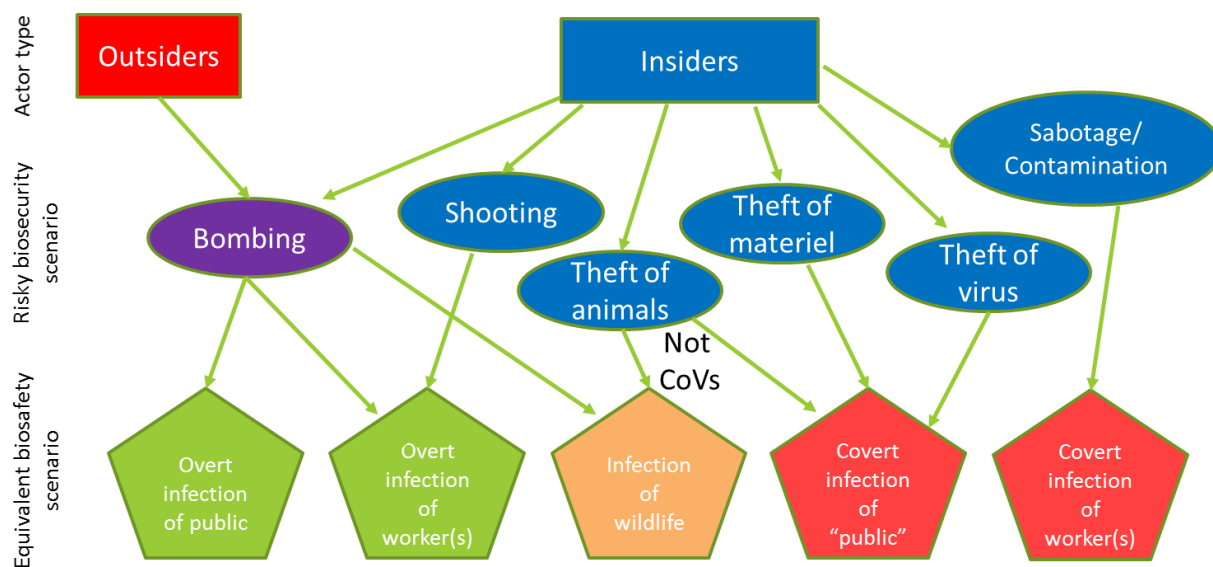 Actor type
Outsiders
Insiders
Risky biosecurity
scenario
Bombing
Shooting
Theft of
animals
Theft of
materiel
Theft of
virus
Sabotage/
Contamination
Not
CoVs
Equivalent biosafety
scenario
Overt
infection
of public
Overt
infection
of
worker(s)
Infection
of
wildlife
Covert
infection
of
“public”
Covert
infection
of
worker(s)